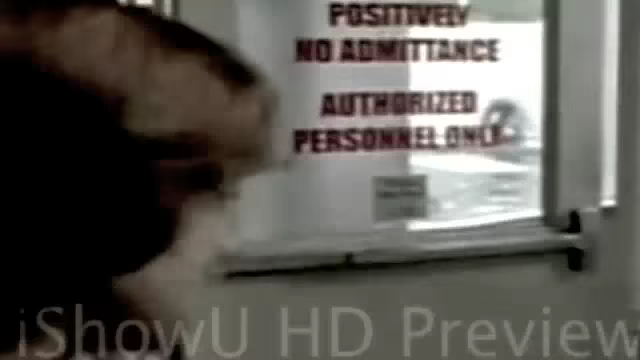 POSITIVELY
NO ADMITTANCE
AUTHORIZED
PERSONNEL ONLY
iShowU HD Preview